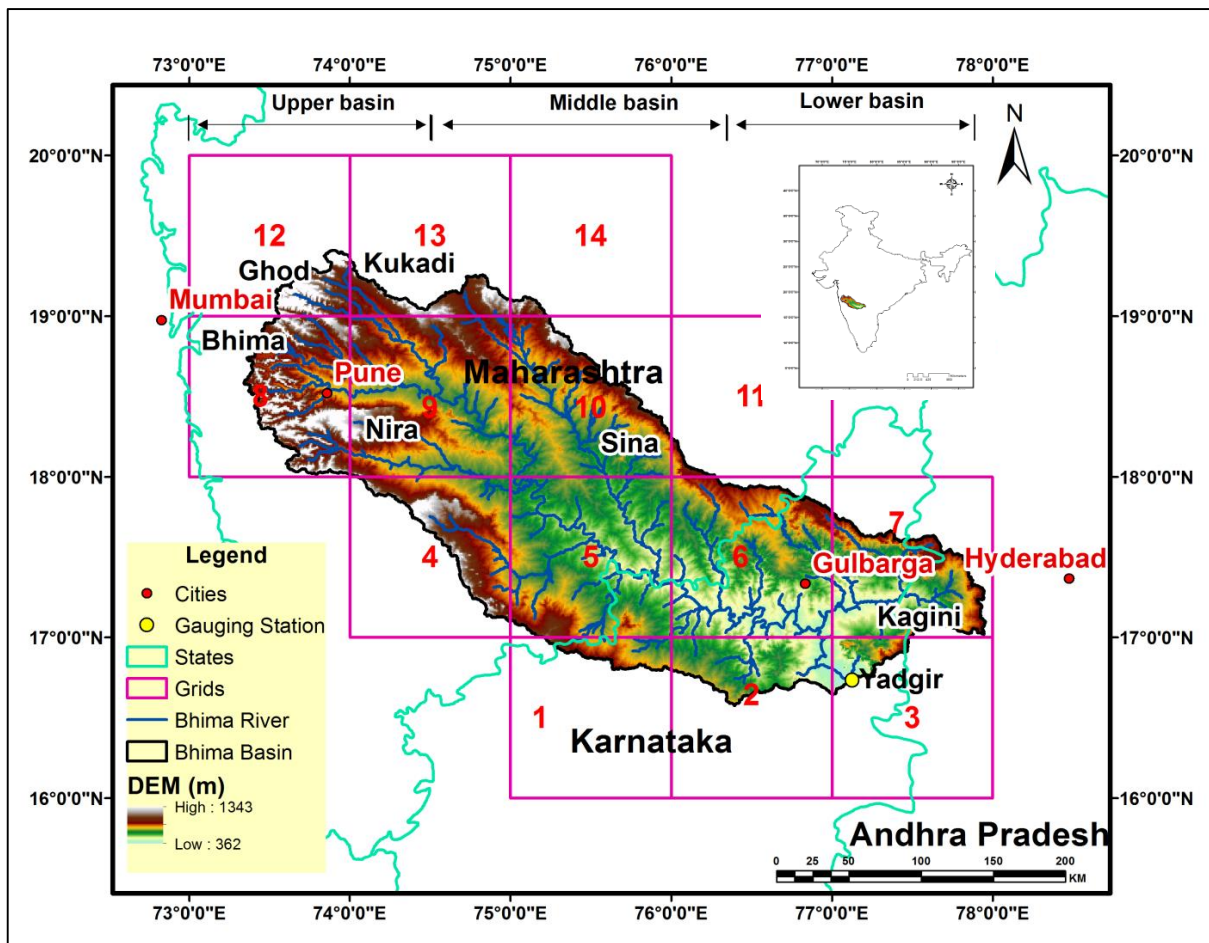 73°0'0"E 74°0'0"E 75°0'0"E 76°0'0"E 77°0'0"E 78°0'0"E
Upper basin Middle basin Lower basin
N
20°0'0"N 20°0'0"N
12 13 14
Ghod Kukadi
Mumbai
19°0'0"N 19°0'0"N
Bhima
Pune Maharashtra
8 9 10 11
Nira Sina
18°0'0"N 18°0'0"N
7
4 5 6
Gulbarga Hyderabad
Kagini
17°0'0"N 17°0'0"N
Yadgir
1 2 3
Karnataka
16°0'0"N 16°0'0"N
Andhra Pradesh
Legend
Cities
Gauging Station
States
Grids
Bhima River
Bhima Basin
DEM (m)
High : 1343
Low : 362
0 25 50 100 150 200
KM
73°0'0"E 74°0'0"E 75°0'0"E 76°0'0"E 77°0'0"E 78°0'0"E